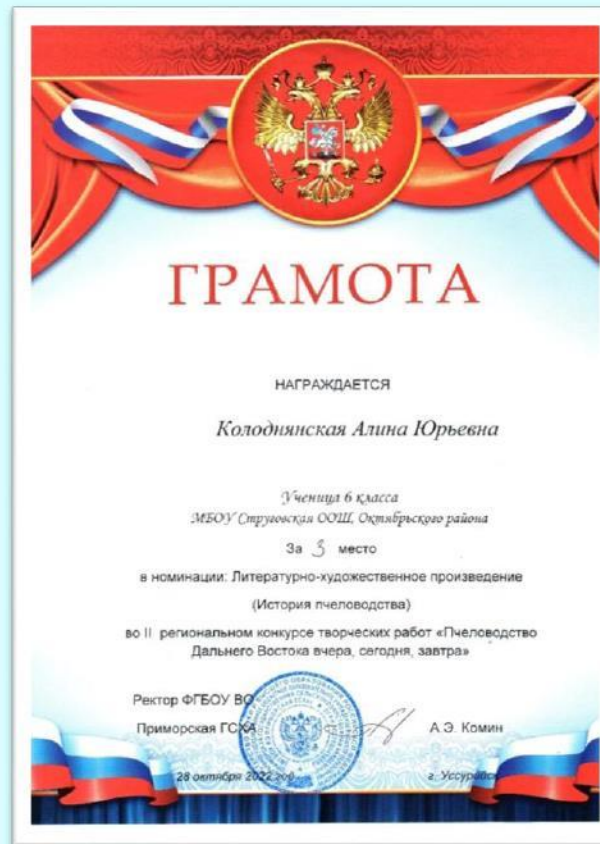 ГРАМОТА
НАГРАЖДАЕТСЯ
Колоднянская Алина Юрьевна
Ученица 6 класса
МБОУ Струговская ООШ, Октябрьского района
За 3 место
в номинации: Литературно-художественное произведение
(История пчеловодства)
во II региональном конкурсе творческих работ «Пчеловодство
Дальнего Востока вчера, сегодня, завтра»
Ректор ФГБОУ ВО
Приморская ГСХА А.Э. Комин
28 октября 2022 г. Уссурийск